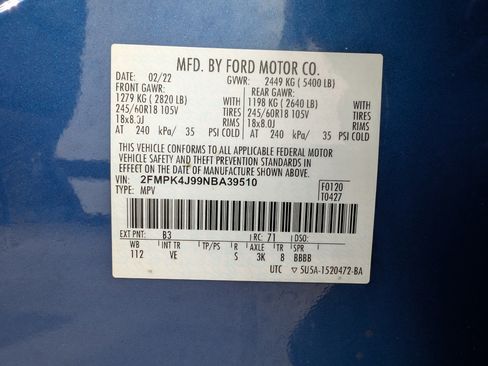 MFD. BY FORD MOTOR CO.
DATE: 02/22 GVWR: 2449 KG ( 5400 LB)
FRONT GAWR: REAR GAWR:
1279 KG ( 2820 LB) WITH 1198 KG ( 2640 LB) WITH
245/60R18 105V TIRES 245/60R18 105V TIRES
18x8.0J RIMS 18x8.0J RIMS
AT 240 kPa/ 35 PSI COLD AT 240 kPa/ 35 PSI COLD
THIS VEHICLE CONFORMS TO ALL APPLICABLE FEDERAL MOTOR
VEHICLE SAFETY AND THEFT PREVENTION STANDARDS IN
EFFECT ON THE DATE OF MANUFACTURE SHOWN ABOVE.
VIN: 2FMPK4J99NBA39510 F0120
TYPE: MPV T0427
EXT PNT: B3 RC: 71 DSO:
WB INT TR TP/PS R AXLE TR SPR
112 VE S 3K 8 BBBB
UTC 5U5A-1520472-BA